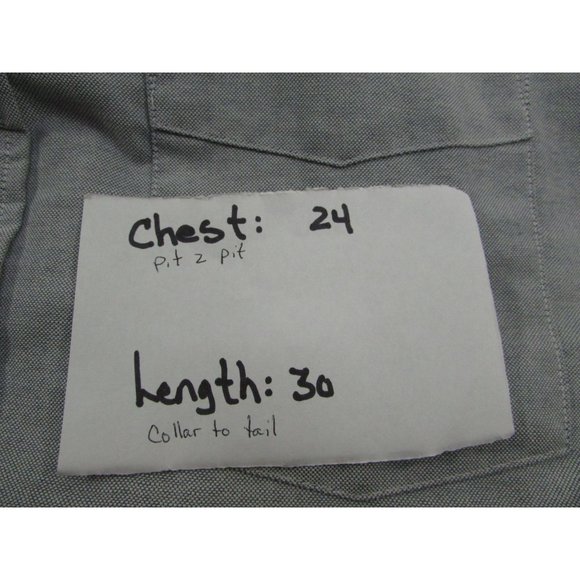 Chest: 24
pit 2 pit
Length: 30
Collar to tail